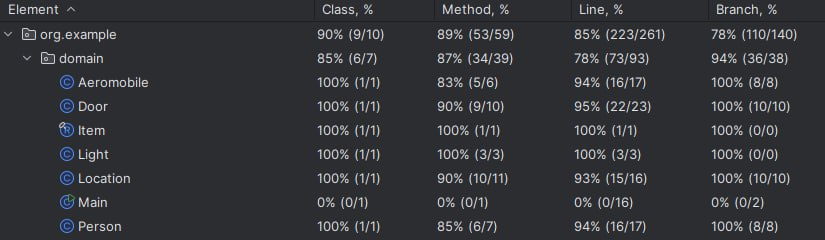 Element Class, % Method, % Line, % Branch, %
org.example 90% (9/10) 89% (53/59) 85% (223/261) 78% (110/140)
domain 85% (6/7) 87% (34/39) 78% (73/93) 94% (36/38)
Aeromobile 100% (1/1) 83% (5/6) 94% (16/17) 100% (8/8)
Door 100% (1/1) 90% (9/10) 95% (22/23) 100% (10/10)
Item 100% (1/1) 100% (1/1) 100% (1/1) 100% (0/0)
Light 100% (1/1) 100% (3/3) 100% (3/3) 100% (0/0)
Location 100% (1/1) 90% (10/11) 93% (15/16) 100% (10/10)
Main 0% (0/1) 0% (0/1) 0% (0/16) 0% (0/2)
Person 100% (1/1) 85% (6/7) 94% (16/17) 100% (8/8)